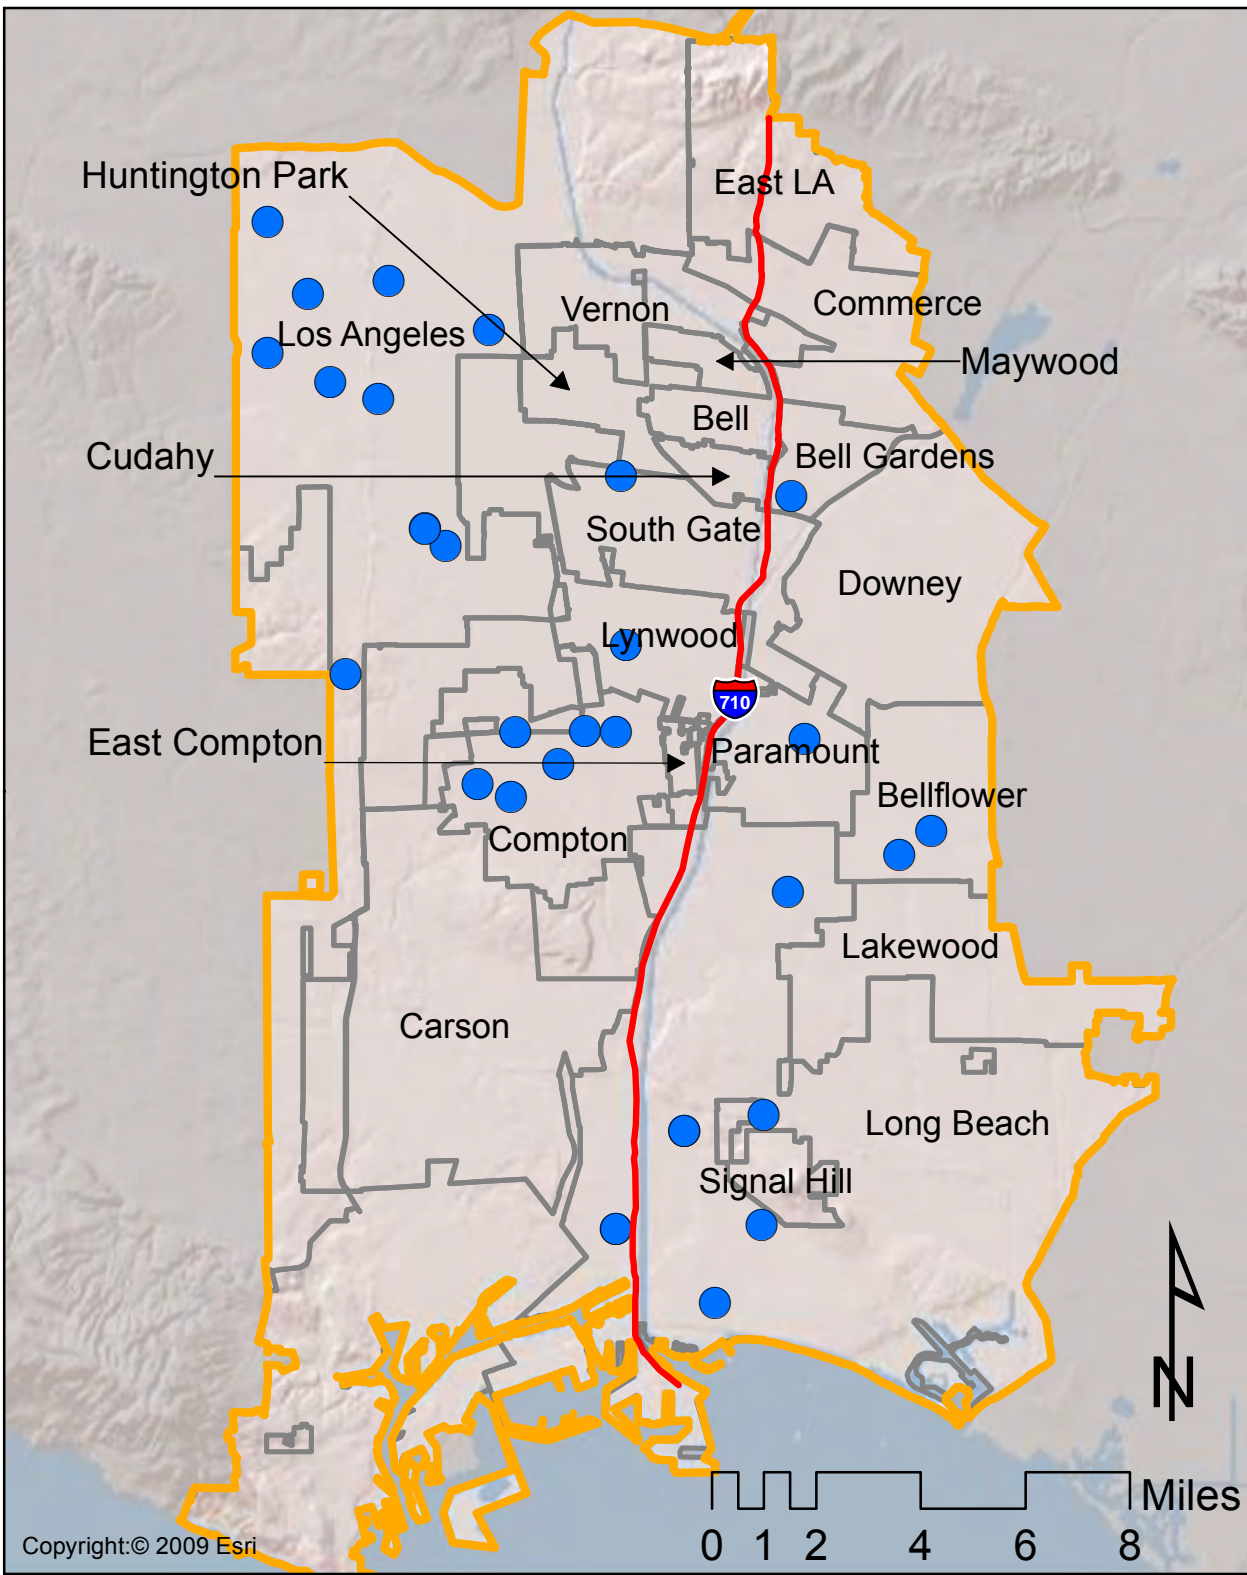 Huntington Park
East LA
Vernon
Commerce
Los Angeles
Maywood
Bell
Cudahy
Bell Gardens
South Gate
Downey
Lynwood
710
East Compton
Paramount
Bellflower
Compton
Lakewood
Carson
Long Beach
Signal Hill
N
Miles
0 1 2 4 6 8
Copyright:© 2009 Esri